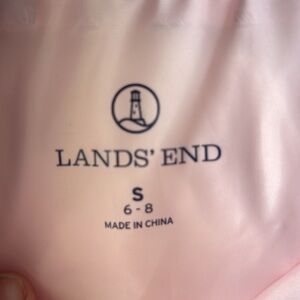 LANDS' END
S
6 - 8
MADE IN CHINA